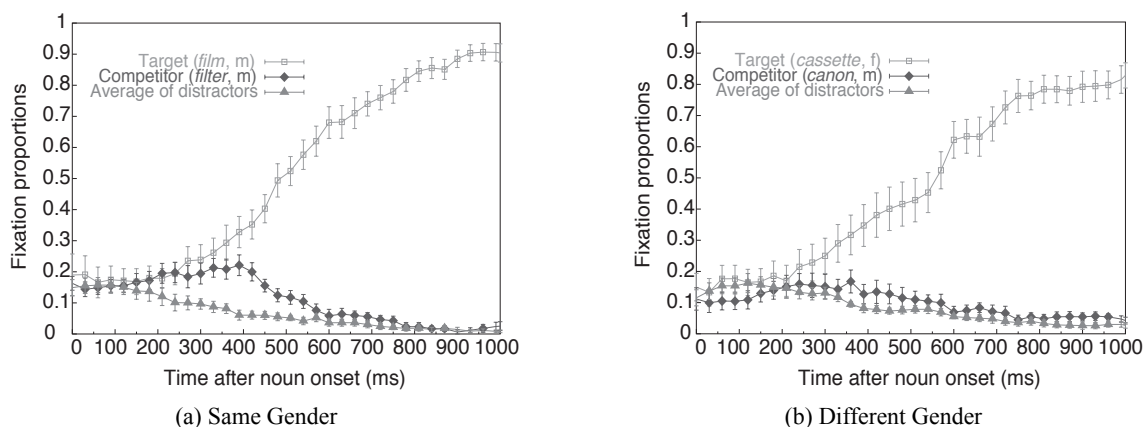 1
0.9
0.8
0.7
0.6
0.5
0.4
0.3
0.2
0.1
0
Fixation proportions
Target (film, m)
Competitor (filter, m)
Average of distractors
0 100 200 300 400 500 600 700 800 900 1000
Time after noun onset (ms)
(a) Same Gender
1
0.9
0.8
0.7
0.6
0.5
0.4
0.3
0.2
0.1
0
Fixation proportions
Target (cassette, f)
Competitor (canon, m)
Average of distractors
0 100 200 300 400 500 600 700 800 900 1000
Time after noun onset (ms)
(b) Different Gender